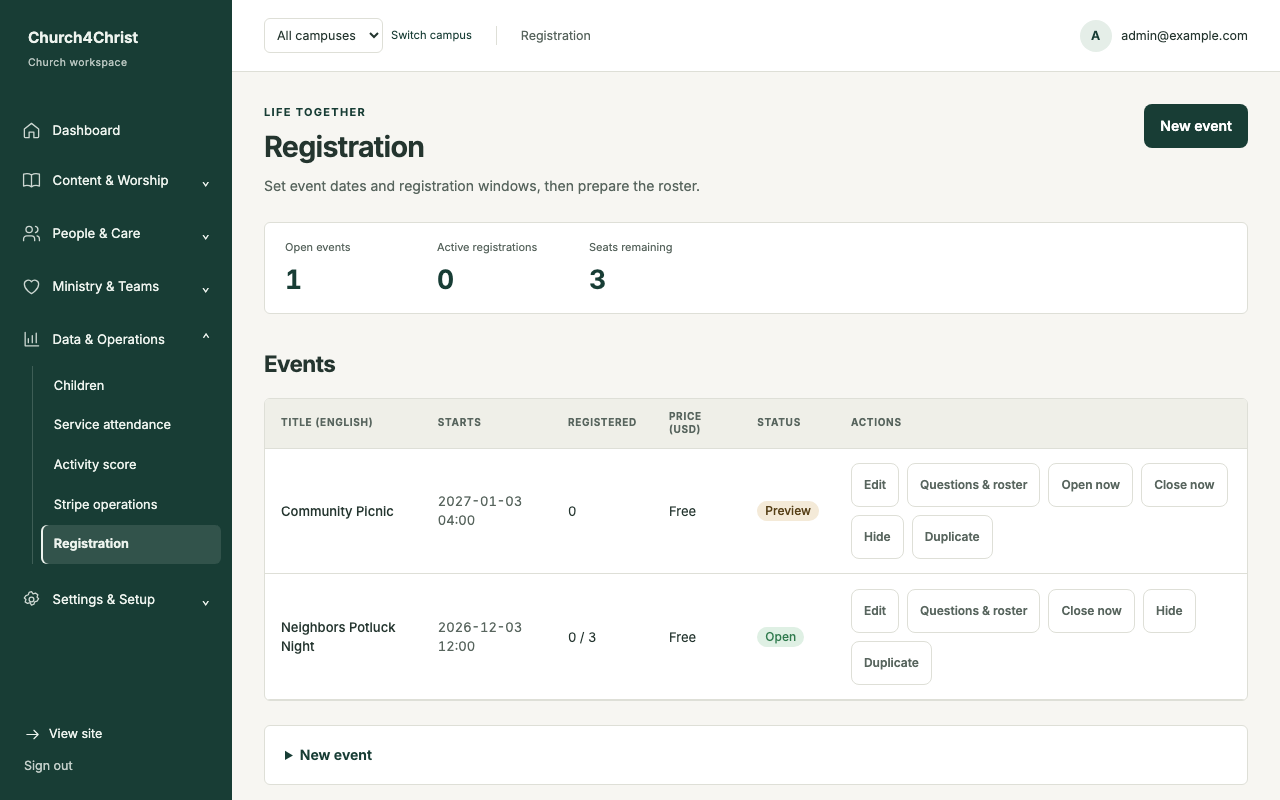 Church4Christ
Church workspace
Dashboard
Content & Worship
People & Care
Ministry & Teams
Data & Operations
Children
Service attendance
Activity score
Stripe operations
Registration
Settings & Setup
View site
Sign out
All campuses
Switch campus
Registration
A
admin@example.com
LIFE TOGETHER
Registration
Set event dates and registration windows, then prepare the roster.
New event
Open events
1
Active registrations
0
Seats remaining
3
Events
TITLE (ENGLISH) STARTS REGISTERED PRICE (USD) STATUS ACTIONS
Community Picnic
2027-01-03
04:00
0
Free
Preview
Edit Questions & roster Open now Close now
Hide Duplicate
Neighbors Potluck
Night
2026-12-03
12:00
0 / 3
Free
Open
Edit Questions & roster Close now Hide
Duplicate
New event